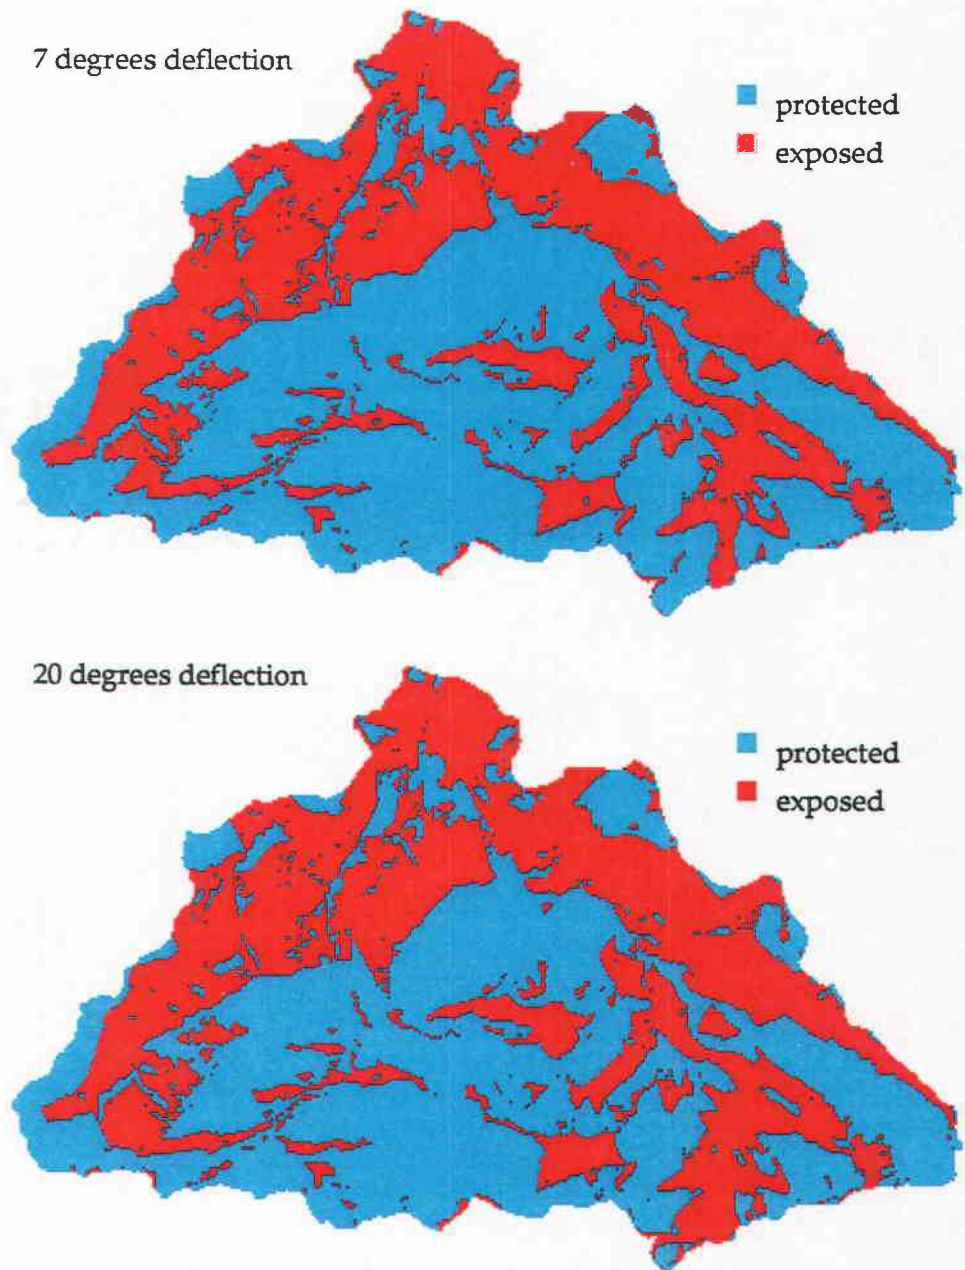 7 degrees deflection
protected
exposed
20 degrees deflection
protected
exposed